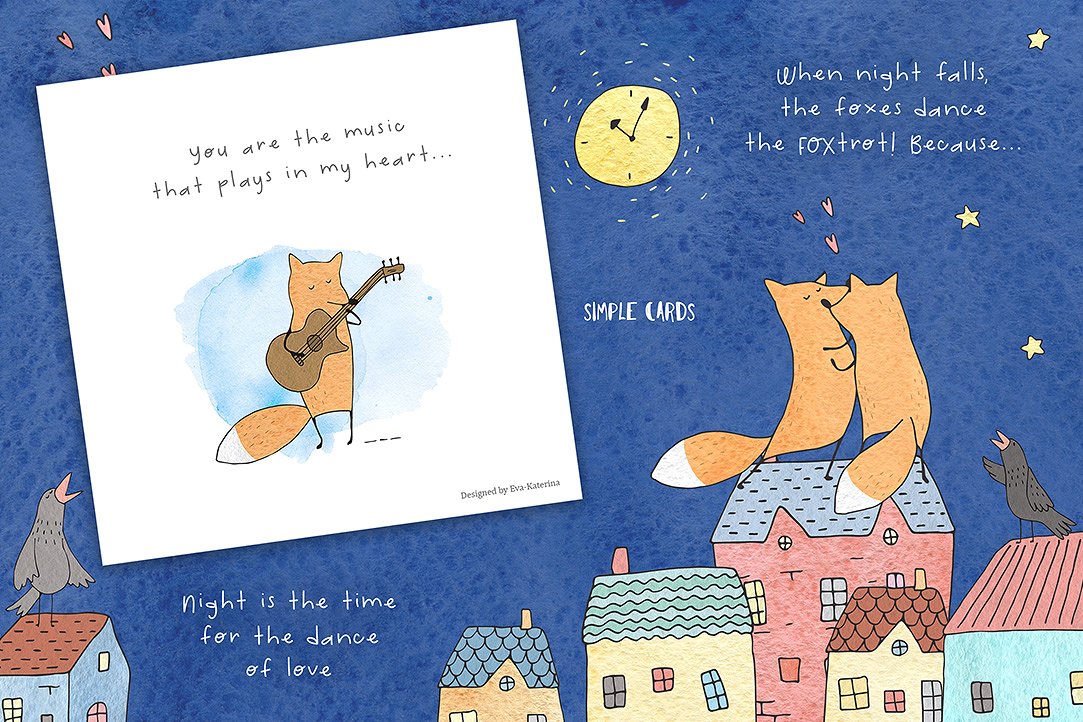 you are the music
that plays in my heart...
Designed by Eva-Katerina
When night falls,
the foxes dance
the FOXtrot! Because...
SIMPLE CARDS
Night is the time
for the dance
of love